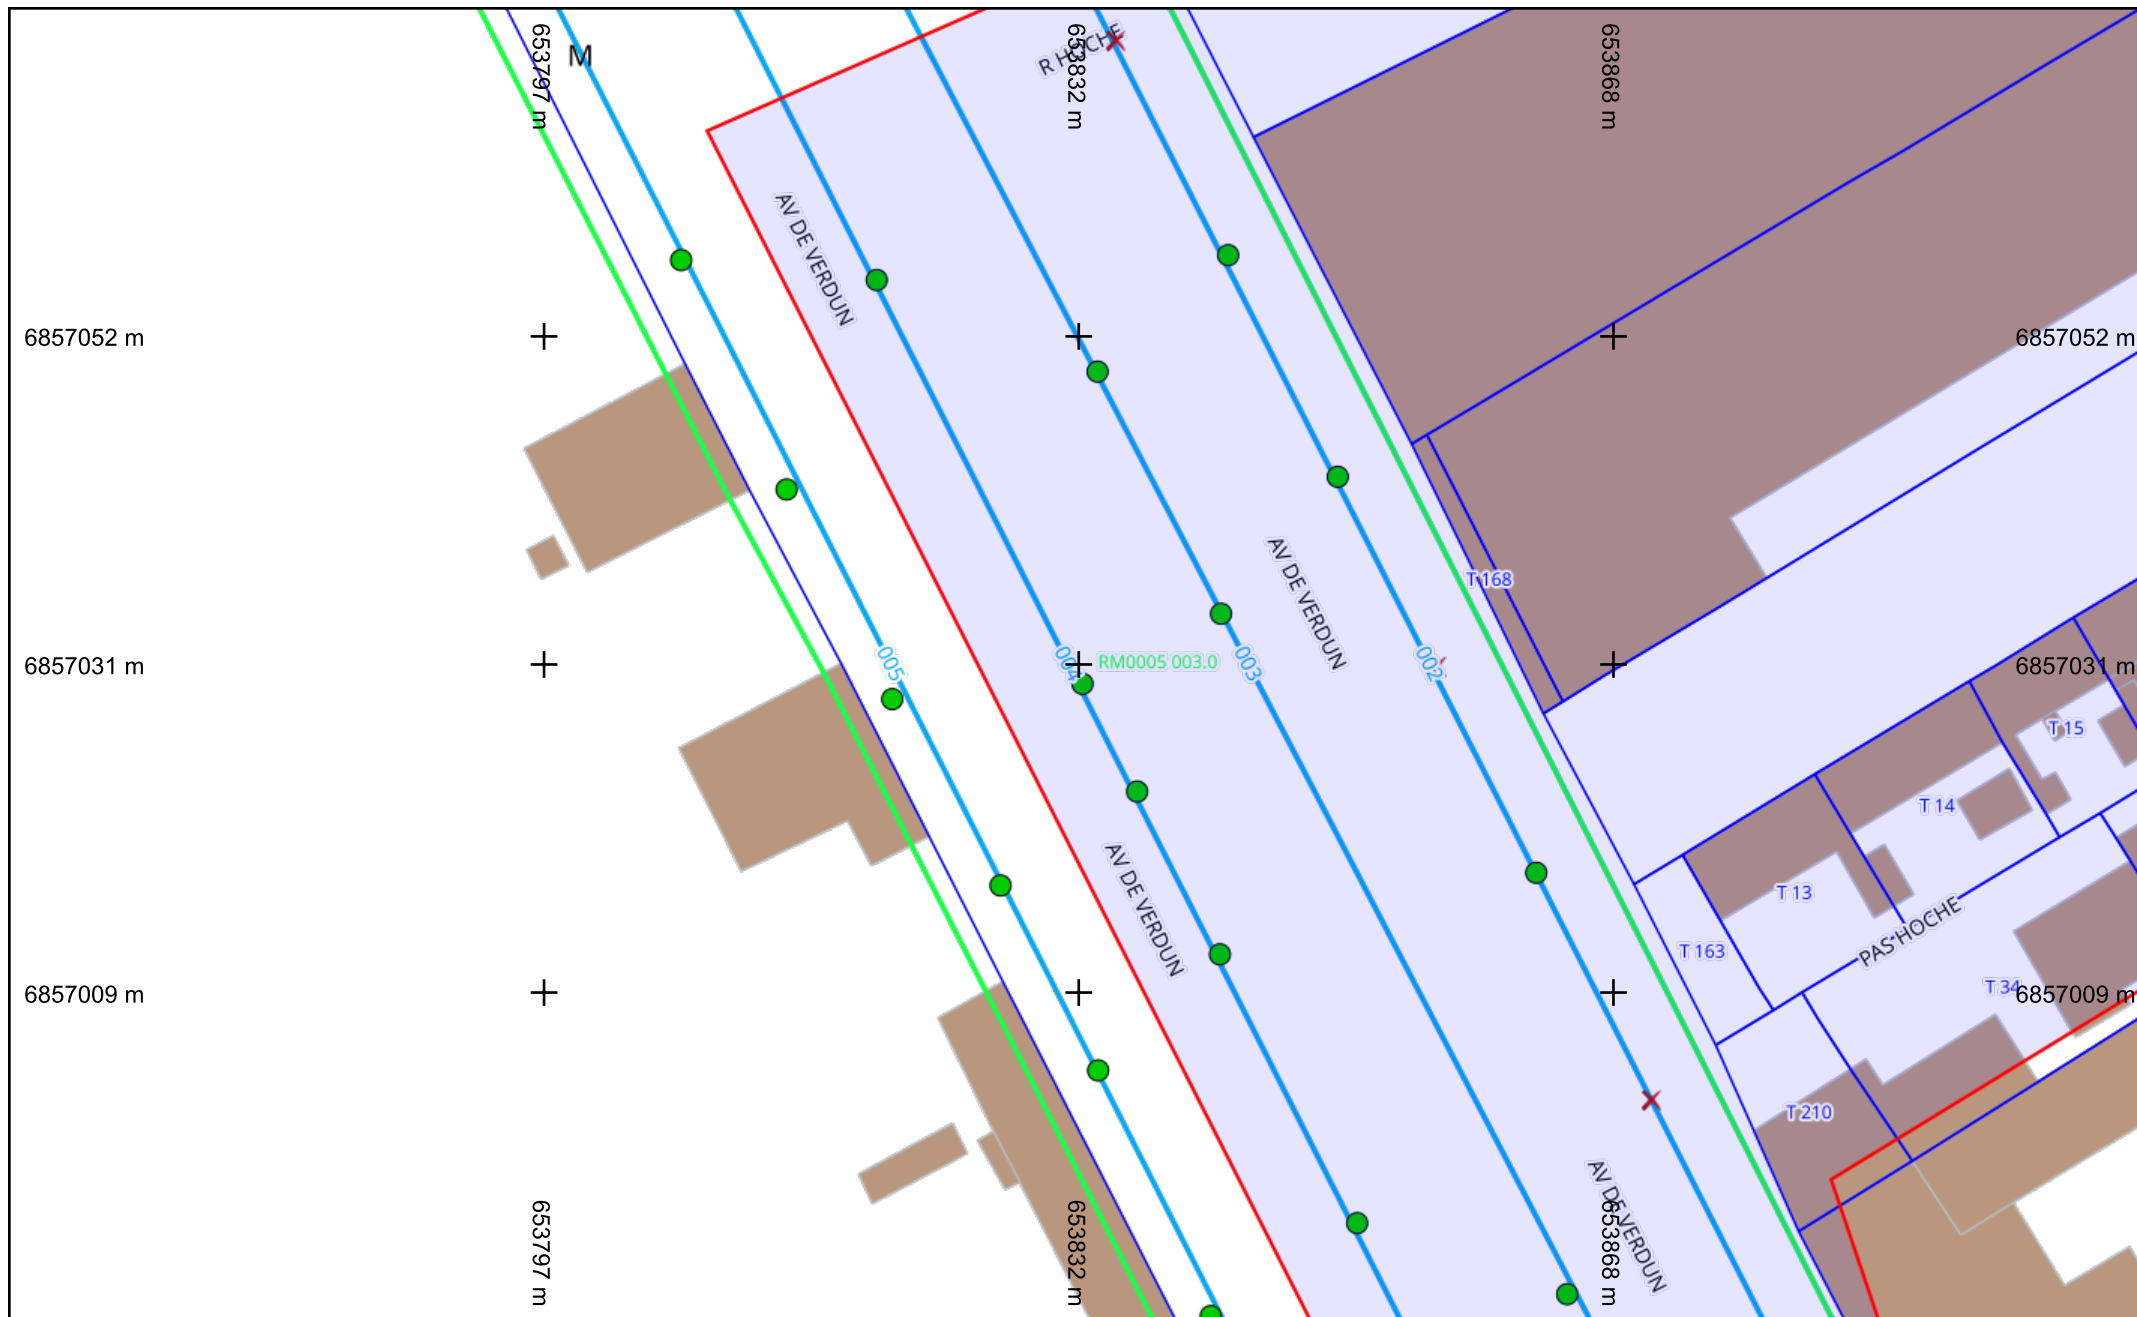 653797 m
M
R HOCHE
653832 m
653868 m
AV DE VERDUN
6857052 m
6857052 m
AV DE VERDUN
T 168
005
004
RM0005 003.0
003
002
6857031 m
6857031 m
T 15
T 14
T 13
AV DE VERDUN
PAS HOCHE
T 163
T 34
6857009 m
6857009 m
T 210
AV DE VERDUN
653797 m
653832 m
653868 m